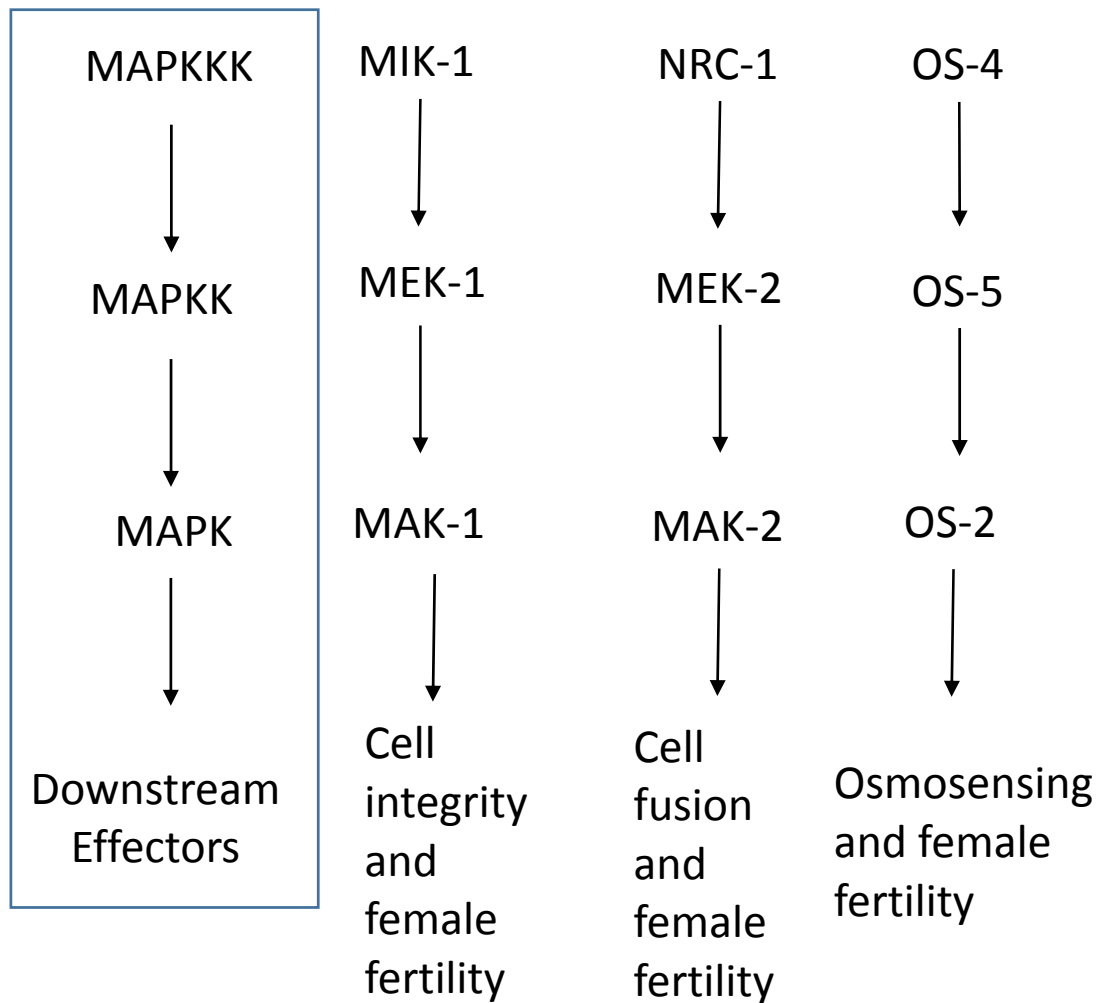 MAPKKK
MIK-1
NRC-1
OS-4
MAPKK
MEK-1
MEK-2
OS-5
MAPK
MAK-1
MAK-2
OS-2
Downstream
Effectors
Cell
integrity
and
female
fertility
Cell
fusion
and
female
fertility
Osmosensing
and female
fertility